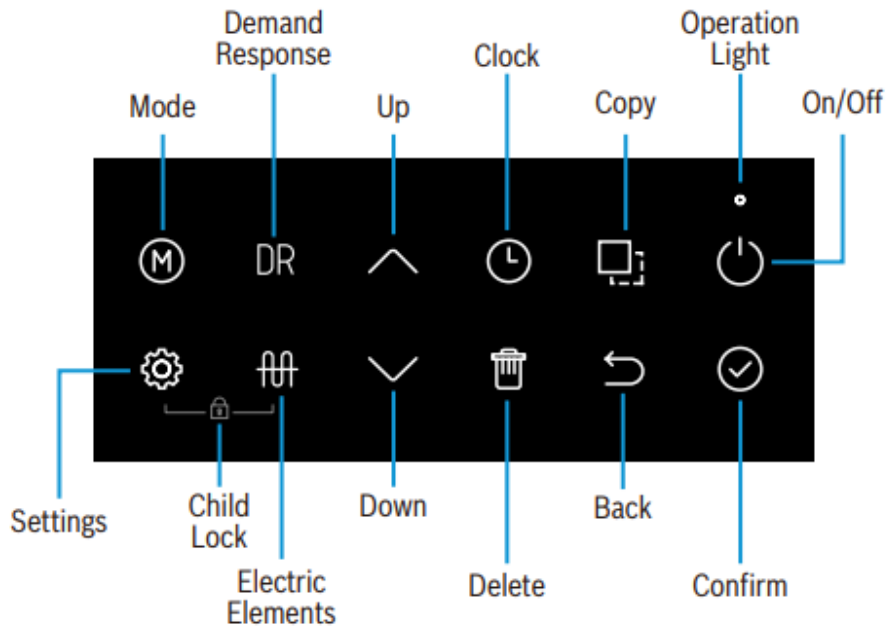 Demand
Response
Operation
Light
Clock
Mode
Up
Copy
On/Off
M
DR
Settings
Child
Lock
Down
Back
Electric
Elements
Delete
Confirm